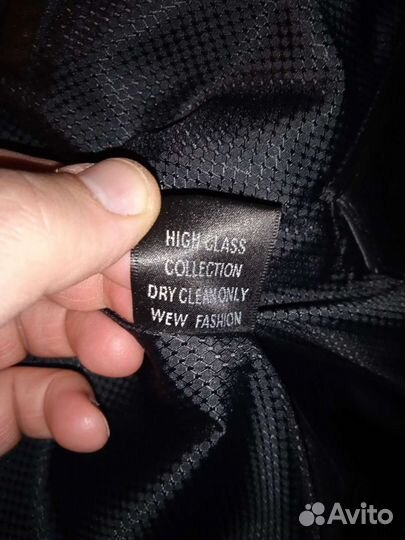 HIGH CLASS
COLLECTION
DRY CLEAN ONLY
WEW FASHION
Avito